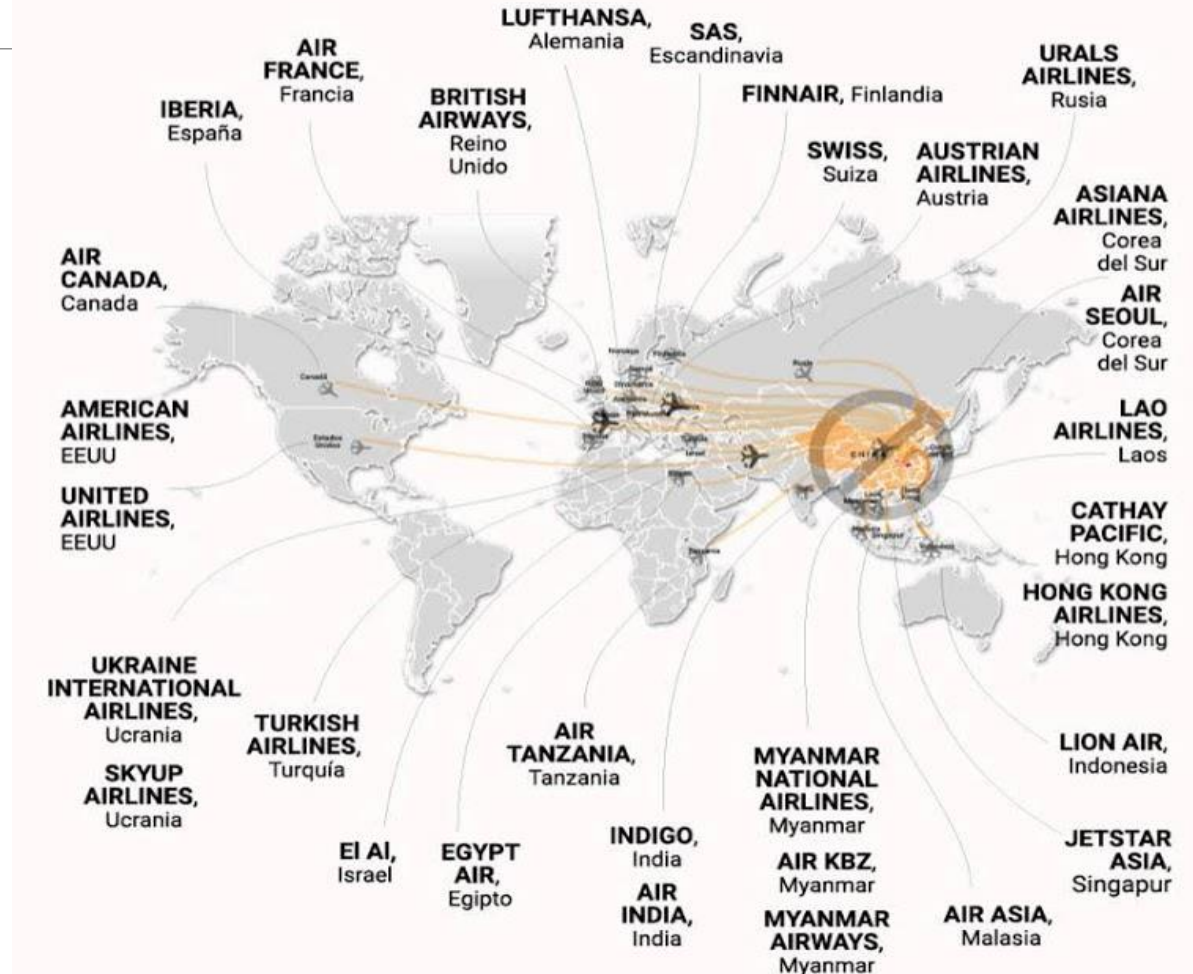 LUFTHANSA,
Alemania
SAS,
Escandinavia
AIR
FRANCE,
Francia
URALS
AIRLINES,
Rusia
IBERIA,
España
BRITISH
AIRWAYS,
Reino
Unido
FINNAIR, Finlandia
SWISS,
Suiza
AUSTRIAN
AIRLINES,
Austria
ASIANA
AIRLINES,
Corea
del Sur
AIR
CANADA,
Canada
AIR
SEOUL,
Corea
del Sur
Canadá
Rusia
AMERICAN
AIRLINES,
EEUU
Estados
Unidos
LAO
AIRLINES,
Laos
UNITED
AIRLINES,
EEUU
Israel
CHINA
Singapur
Tanzania
CATHAY
PACIFIC,
Hong Kong
HONG KONG
AIRLINES,
Hong Kong
UKRAINE
INTERNATIONAL
AIRLINES,
Ucrania
SKYUP
AIRLINES,
Ucrania
TURKISH
AIRLINES,
Turquía
AIR
TANZANIA,
Tanzania
MYANMAR
NATIONAL
AIRLINES,
Myanmar
LION AIR,
Indonesia
El Al,
Israel
EGYPT
AIR,
Egipto
INDIGO,
India
AIR
INDIA,
India
AIR KBZ,
Myanmar
MYANMAR
AIRWAYS,
Myanmar
AIR ASIA,
Malasia
JETSTAR
ASIA,
Singapur